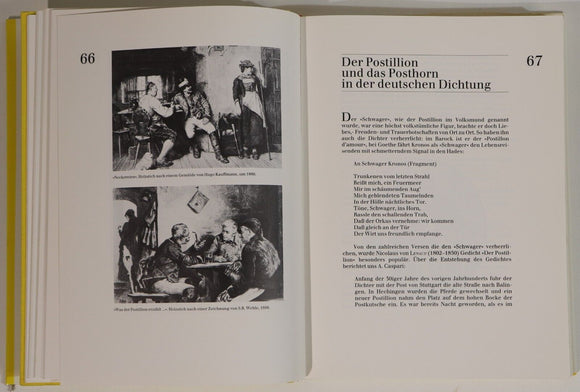 66
«Neckereien». Holzstich nach einem Gemälde von Hugo Kauffmann, um 1880.
«Was der Postillion erzählt ..» Holzstich nach einer Zeichnung von J.R. Wehle, 1890.
67
Der Postillion
und das Posthorn
in der deutschen Dichtung
Der «Schwager», wie der Postillion im Volksmund genannt
wurde, war eine höchst volkstümliche Figur, brachte er doch Lie-
bes,- Freuden- und Trauerbotschaften von Ort zu Ort. So haben ihn
auch die Dichter verherrlicht: im Barock ist er der «Postillon
d'amour», bei Goethe fährt Kronos als «Schwager» den Lebensrei-
senden mit schmetterndem Signal in den Hades:
An Schwager Kronos (Fragment)
Trunkenen vom letzten Strahl
Reißt mich, ein Feuermeer
Mir im schäumenden Aug'
Mich geblendeten Taumelnden
In der Hölle nächtliches Tor.
Töne, Schwager, ins Horn,
Rassle den schallenden Trab,
Daß der Orkus vernehme: wir kommen
Daß gleich an der Tür
Der Wirt uns freundlich empfange.
Von den zahlreichen Versen die den «Schwager» verherrli-
chen, wurde Nicolaus von Lenau (1802–1850) Gedicht «Der Postil-
lion» besonders populär: Über die Entstehung des Gedichtes
berichtet uns A. Caspari:
Anfang der 30iger Jahre des vorigen Jahrhunderts fuhr der
Dichter mit der Post von Stuttgart die alte Straße nach Balin-
gen. In Hechingen wurden die Pferde gewechselt und ein
neuer Postillion nahm den Platz auf dem hohen Bocke der
Postkutsche ein. Es war bereits Nacht geworden, als es im